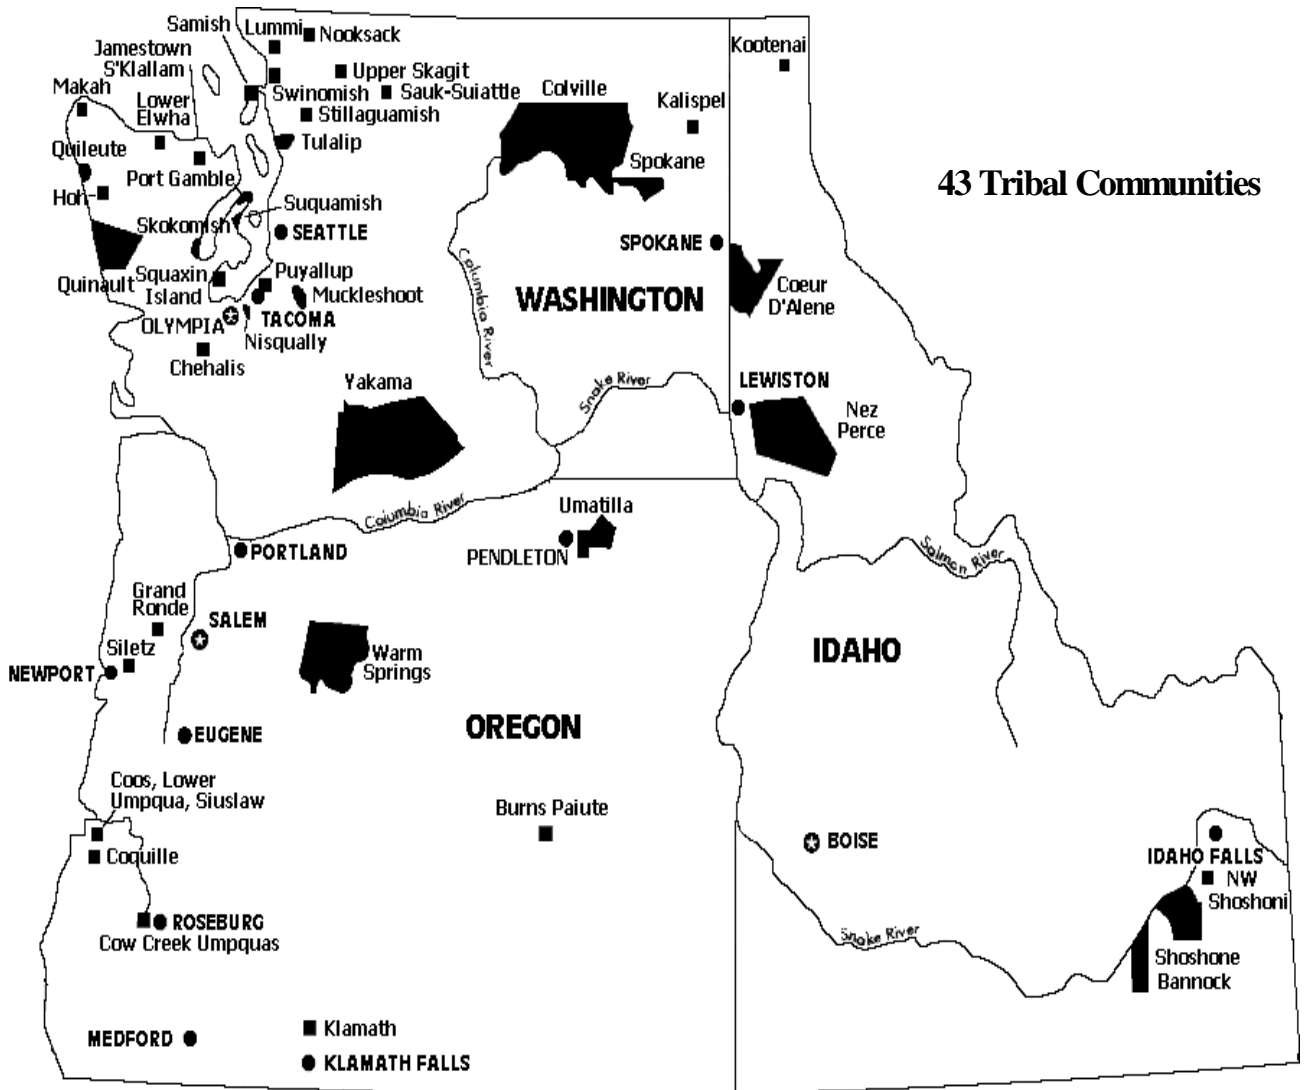 Samish
Lummi
Nooksack
Jamestown
S'Klallam
Kootenai
Upper Skagit
Makah
Lower
Elwha
Swinomish
Sauk-Suiattle
Colville
Kalispel
Stillaguamish
Tulalip
Quileute
Spokane
Port Gamble
43 Tribal Communities
Hoh
Suquamish
Skokomish
SEATTLE
SPOKANE
Columbia River
Quinault
Squaxin
Island
Puyallup
Muckleshoot
WASHINGTON
Coeur
D'Alene
OLYMPIA
TACOMA
Nisqually
Chehalis
Yakama
Snake River
LEWISTON
Nez
Perce
Columbia River
Umatilla
PORTLAND
PENDLETON
Salmon River
Grand
Ronde
SALEM
Siletz
NEWPORT
Warm
Springs
IDAHO
EUGENE
OREGON
Coos, Lower
Umpqua, Siuslaw
Burns Paiute
Coquille
BOISE
IDAHO FALLS
NW
Shoshoni
ROSEBURG
Cow Creek Umpquas
Snake River
Shoshone
Bannock
MEDFORD
Klamath
KLAMATH FALLS